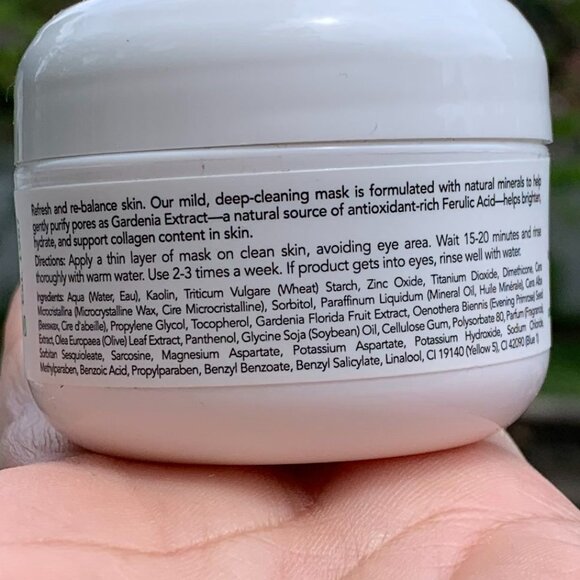 Refresh and re-balance skin. Our mild, deep-cleaning mask is formulated with natural minerals to help
gently purify pores as Gardenia Extract—a natural source of antioxidant-rich Ferulic Acid—helps brighten,
hydrate, and support collagen content in skin.
Directions: Apply a thin layer of mask on clean skin, avoiding eye area. Wait 15-20 minutes and rinse
thoroughly with warm water. Use 2-3 times a week. If product gets into eyes, rinse well with water.
Ingredients: Aqua (Water, Eau), Kaolin, Triticum Vulgare (Wheat) Starch, Zinc Oxide, Titanium Dioxide, Dimethicone, Cera
Microcristallina (Microcrystalline Wax, Cire Microcristalline), Sorbitol, Paraffinum Liquidum (Mineral Oil, Huile Minérale), Cera Alba
(Beeswax, Cire d'abeille), Propylene Glycol, Tocopherol, Gardenia Florida Fruit Extract, Oenothera Biennis (Evening Primrose) Seed
Extract, Olea Europaea (Olive) Leaf Extract, Panthenol, Glycine Soja (Soybean) Oil, Cellulose Gum, Polysorbate 80, Parfum (Fragrance),
Sorbitan Sesquioleate, Sarcosine, Magnesium Aspartate, Potassium Aspartate, Potassium Hydroxide, Sodium Chloride,
Methylparaben, Benzoic Acid, Propylparaben, Benzyl Benzoate, Benzyl Salicylate, Linalool, CI 19140 (Yellow 5), CI 42090 (Blue 1)